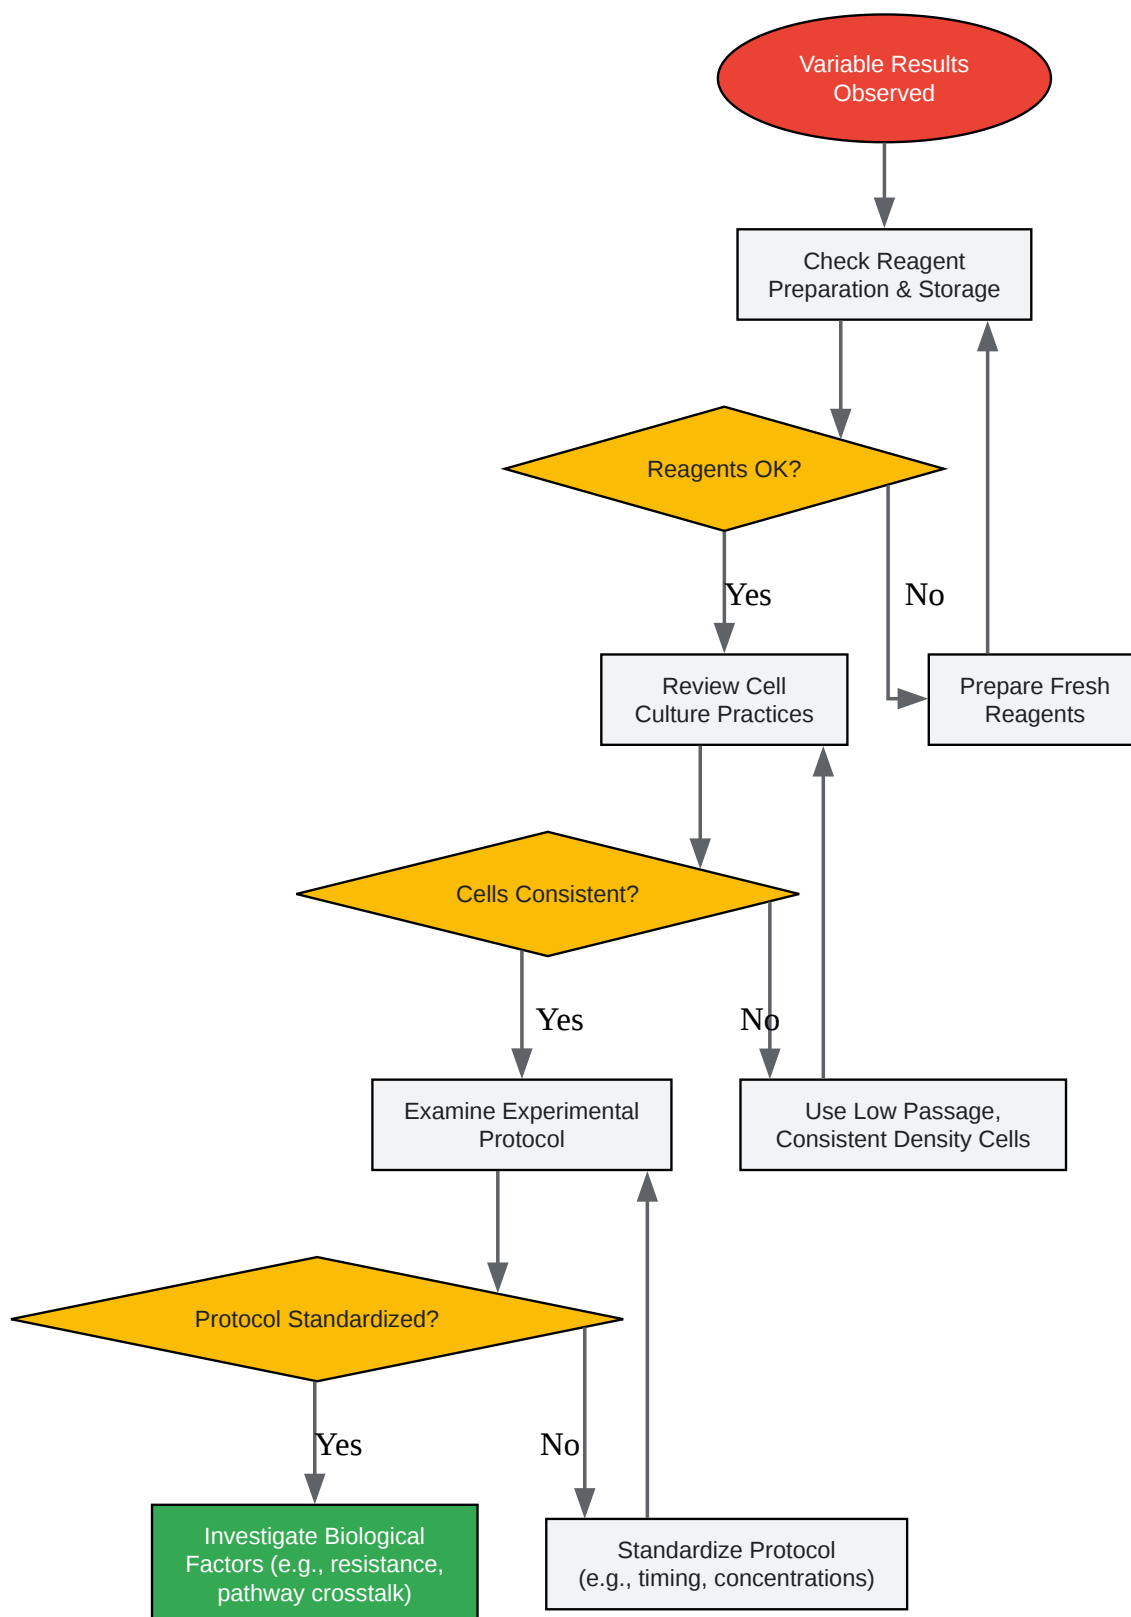 Variable Results
Observed
Check Reagent
Preparation & Storage
Reagents OK?
Yes
No
Review Cell
Culture Practices
Prepare Fresh
Reagents
Cells Consistent?
Yes
No
Examine Experimental
Protocol
Use Low Passage,
Consistent Density Cells
Protocol Standardized?
Yes
No
Investigate Biological
Factors (e.g., resistance,
pathway crosstalk)
Standardize Protocol
(e.g., timing, concentrations)